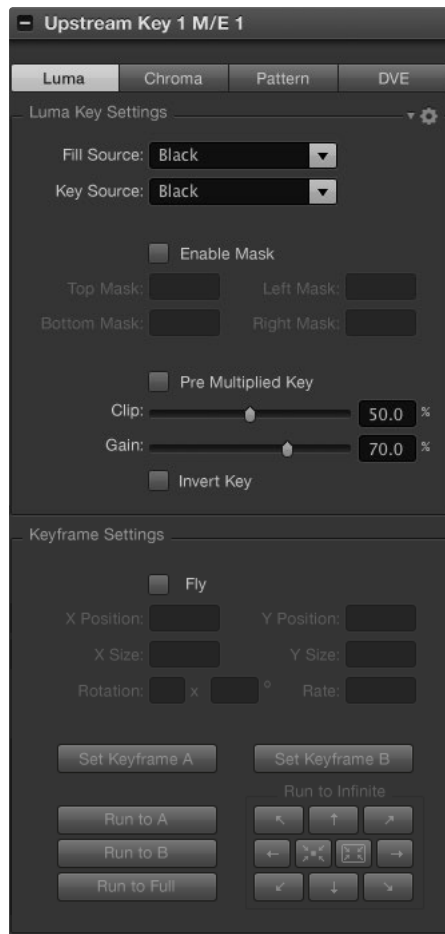 Upstream Key 1 M/E 1
Luma Chroma Pattern DVE
Luma Key Settings
Fill Source: Black
Key Source: Black
Enable Mask
Top Mask: Left Mask:
Bottom Mask: Right Mask:
Pre Multiplied Key
Clip: 50.0 %
Gain: 70.0 %
Invert Key
Keyframe Settings
Fly
X Position: Y Position:
X Size: Y Size:
Rotation: x ° Rate:
Set Keyframe A Set Keyframe B
Run to Infinite
Run to A
Run to B
Run to Full